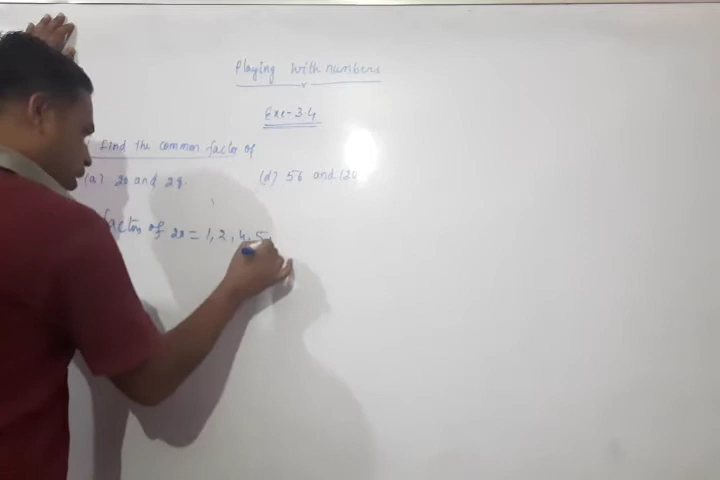 Playing with numbers
Exe-3.4
Find the common factor of
(a) 20 and 28. (d) 56 and 120
factor of 20 = 1, 2, 4, 5,